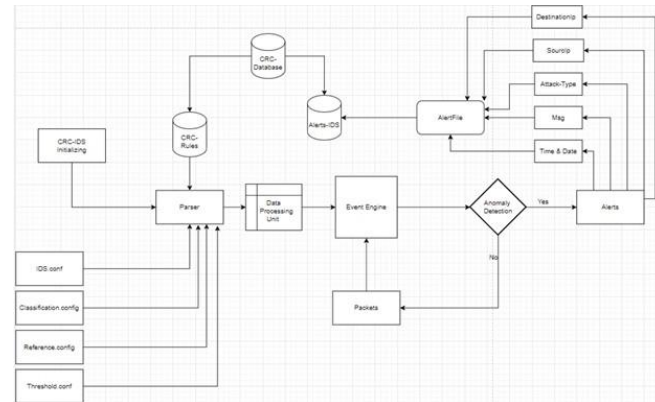 DestinationIp
SourcIp
CRC-
Database
Attack-Type
Alerts-IDS
AlertFile
Msg
CRC-IDS
Initializing
CRC-
Rules
Time & Date
Parser
Data
Processing
Unit
Event Engine
Anomaly
Detection
Yes
Alerts
No
IDS.conf
Packets
Classification.config
Reference.config
Threshold.conf